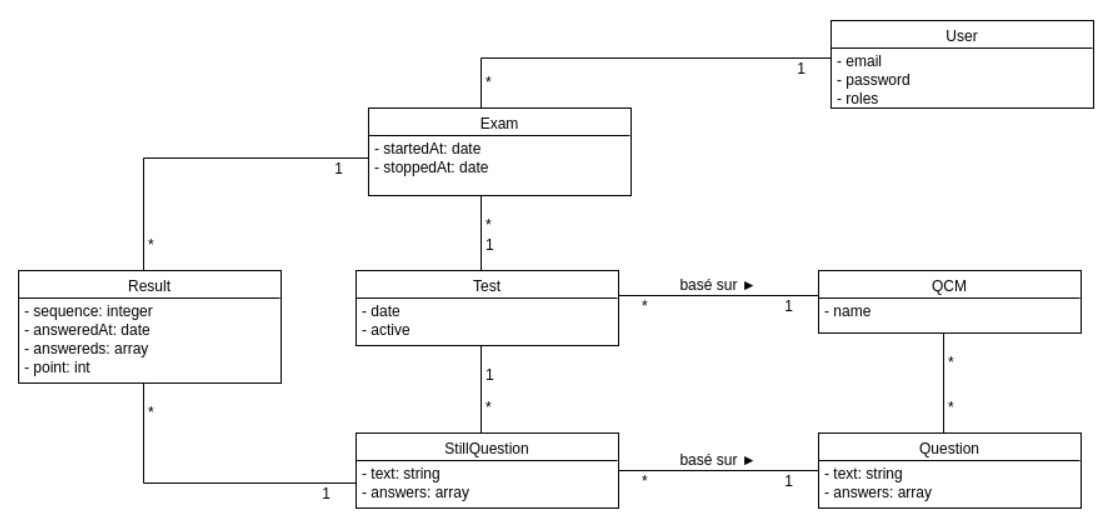 User
- email
- password
- roles
1
*
Exam
- startedAt: date
- stoppedAt: date
1
*
*
1
Result
- sequence: integer
- answeredAt: date
- answereds: array
- point: int
Test
- date
- active
basé sur ►
*
1
QCM
- name
*
1
*
*
*
StillQuestion
- text: string
- answers: array
1
basé sur ►
*
1
Question
- text: string
- answers: array